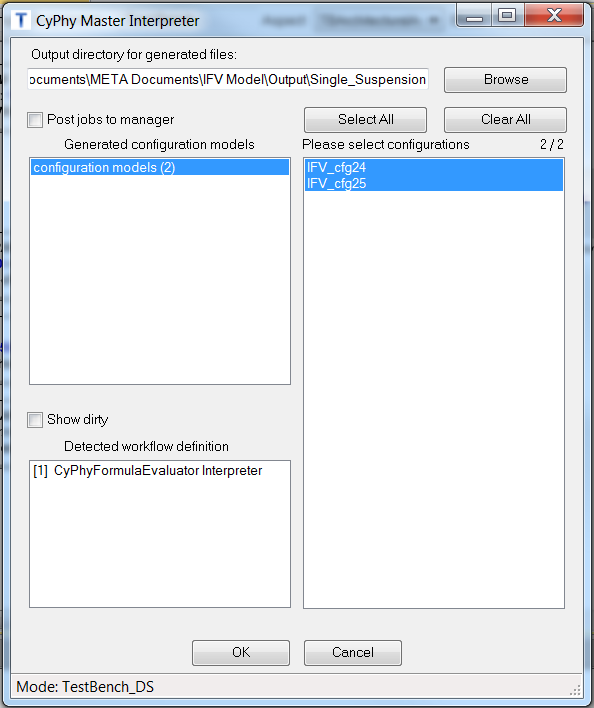 CyPhy Master Interpreter
Output directory for generated files:
ocuments\META Documents\IFV Model\Output\Single_Suspension
Browse
Post jobs to manager
Select All
Clear All
Generated configuration models
Please select configurations 2 / 2
configuration models (2)
IFV_cfg24
IFV_cfg25
Show dirty
Detected workflow definition
[1] CyPhyFormulaEvaluator Interpreter
OK
Cancel
Mode: TestBench_DS